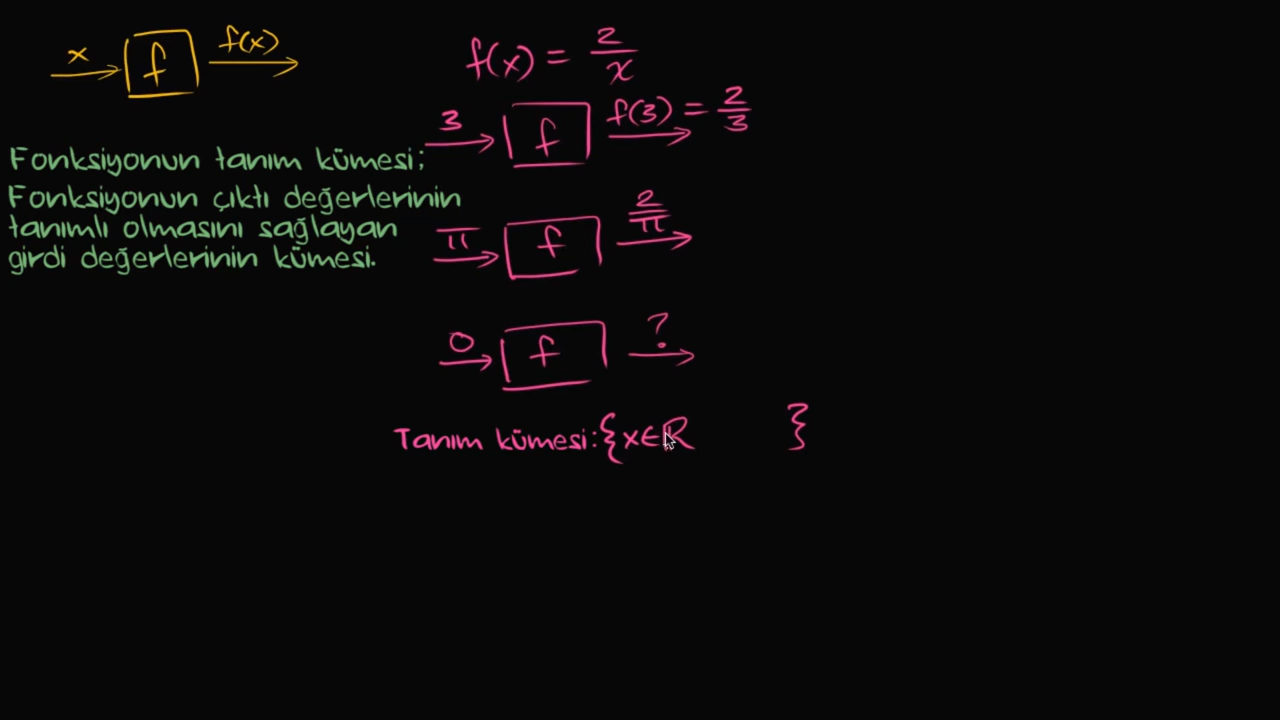 x f f(x)
f(x) = 2/x
3 f f(3) = 2/3
Fonksiyonun tanım kümesi;
Fonksiyonun çıktı değerlerinin
tanımlı olmasını sağlayan
girdi değerlerinin kümesi.
π f 2/π
0 f ?
Tanım kümesi:{x∈ℝ }